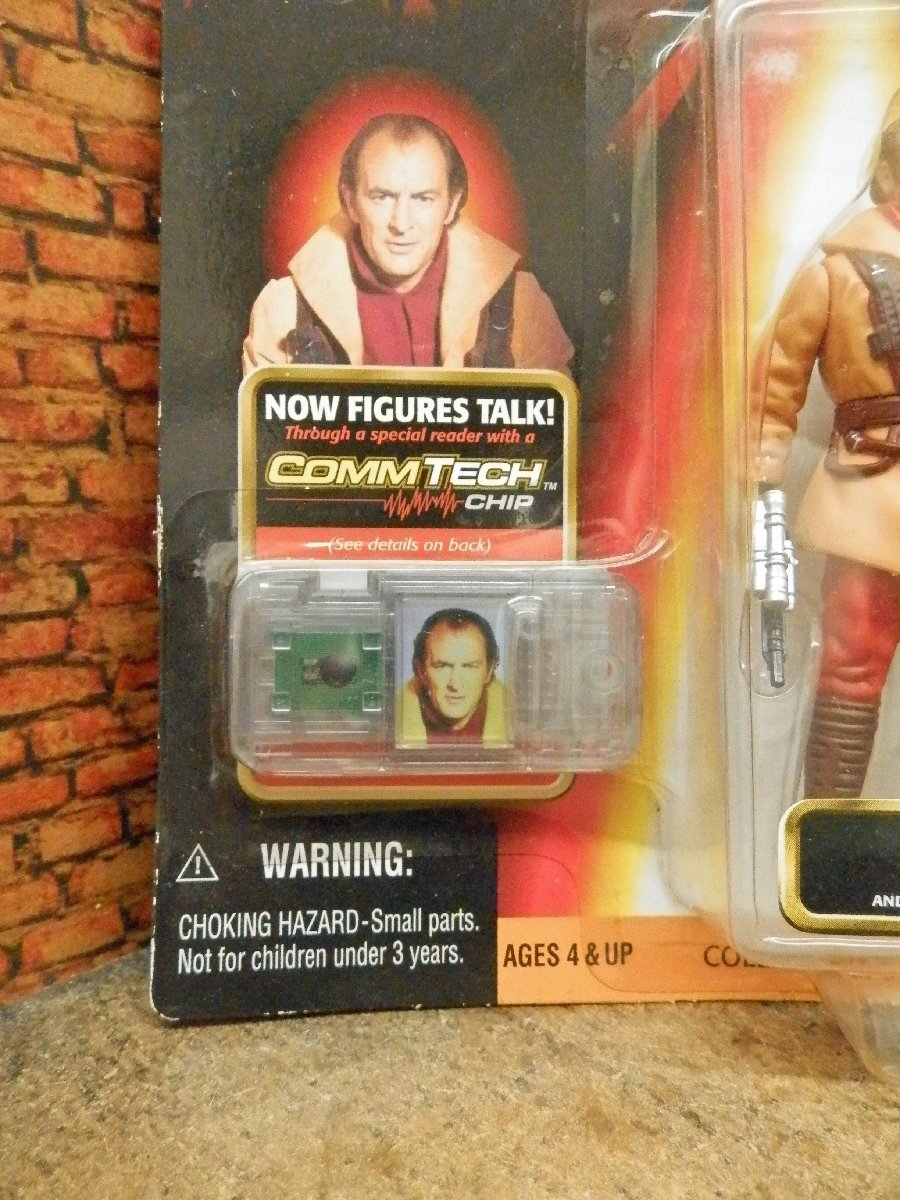 NOW FIGURES TALK!
Through a special reader with a
COMMTECH™
CHIP
(See details on back)
WARNING:
CHOKING HAZARD-Small parts.
Not for children under 3 years.
AGES 4 & UP